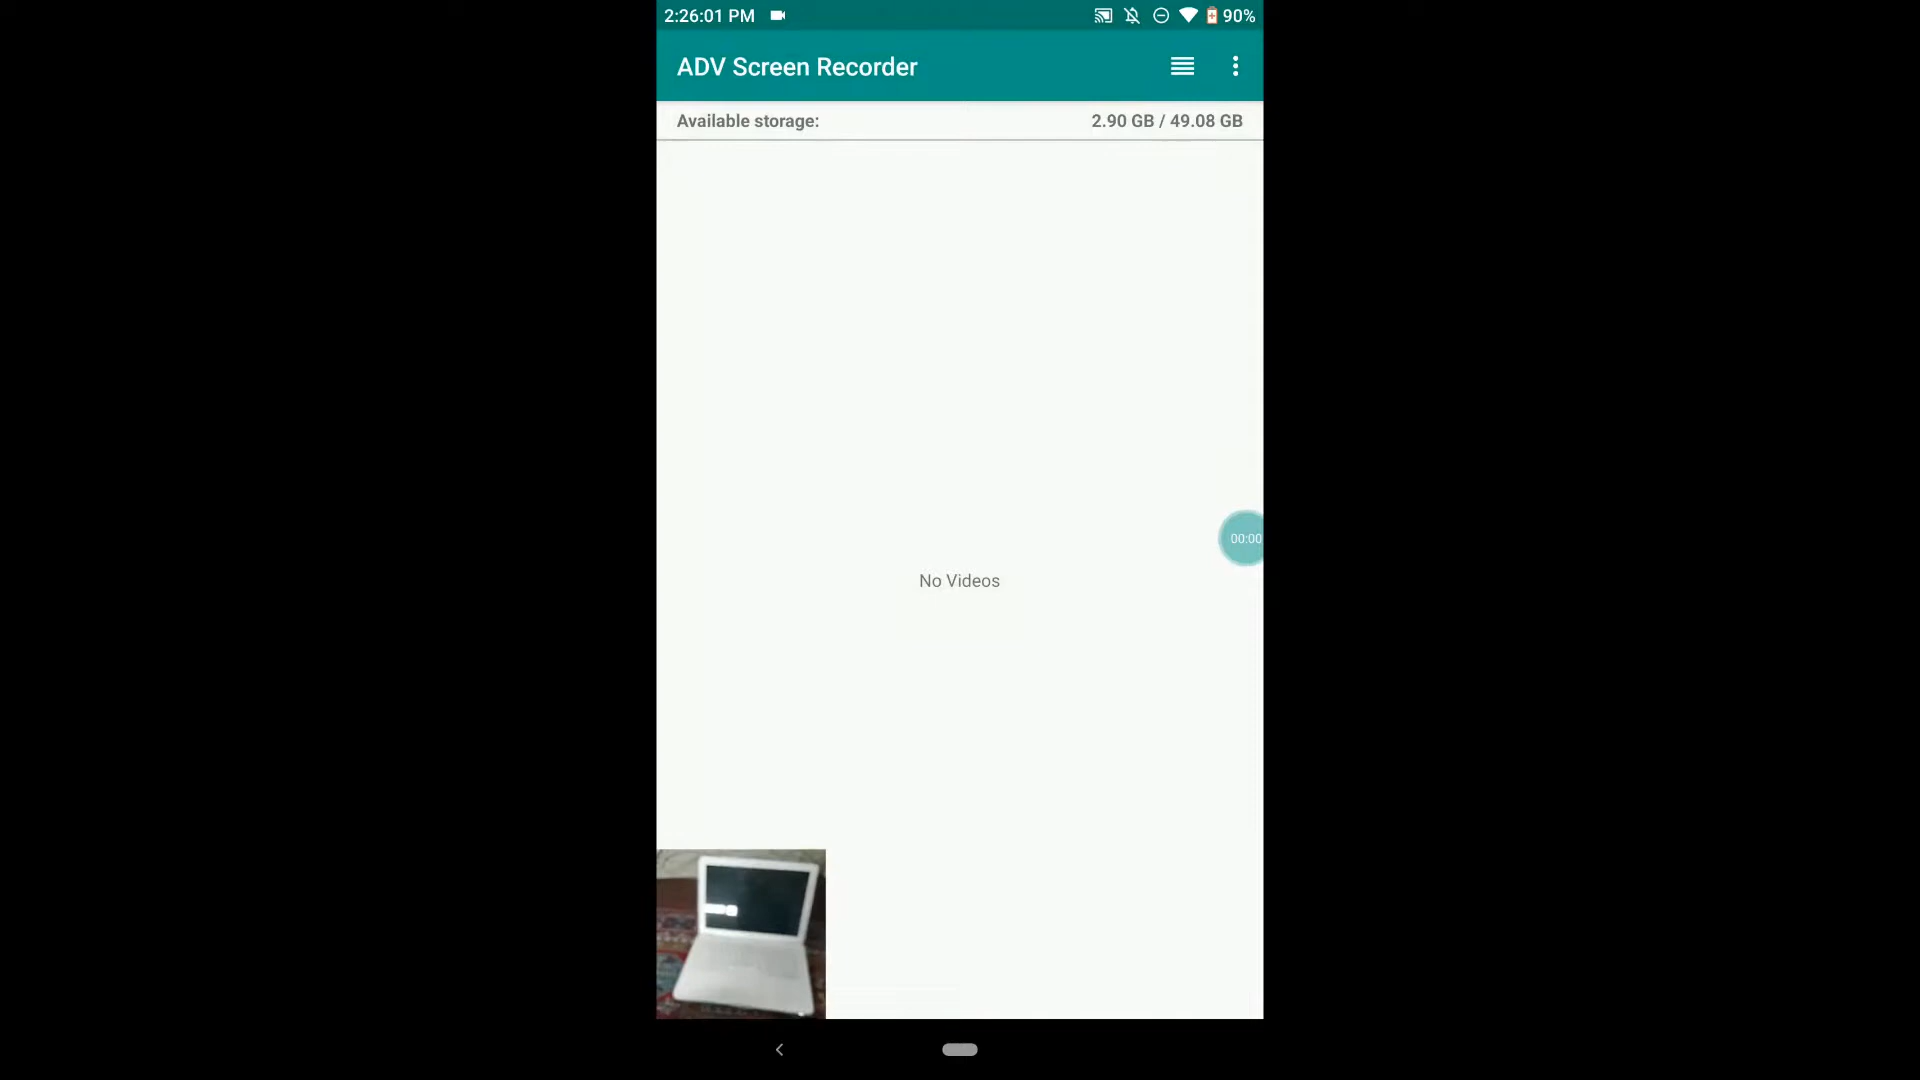 2:26:01 PM 90%
ADV Screen Recorder
Available storage: 2.90 GB / 49.08 GB
00:00
No Videos